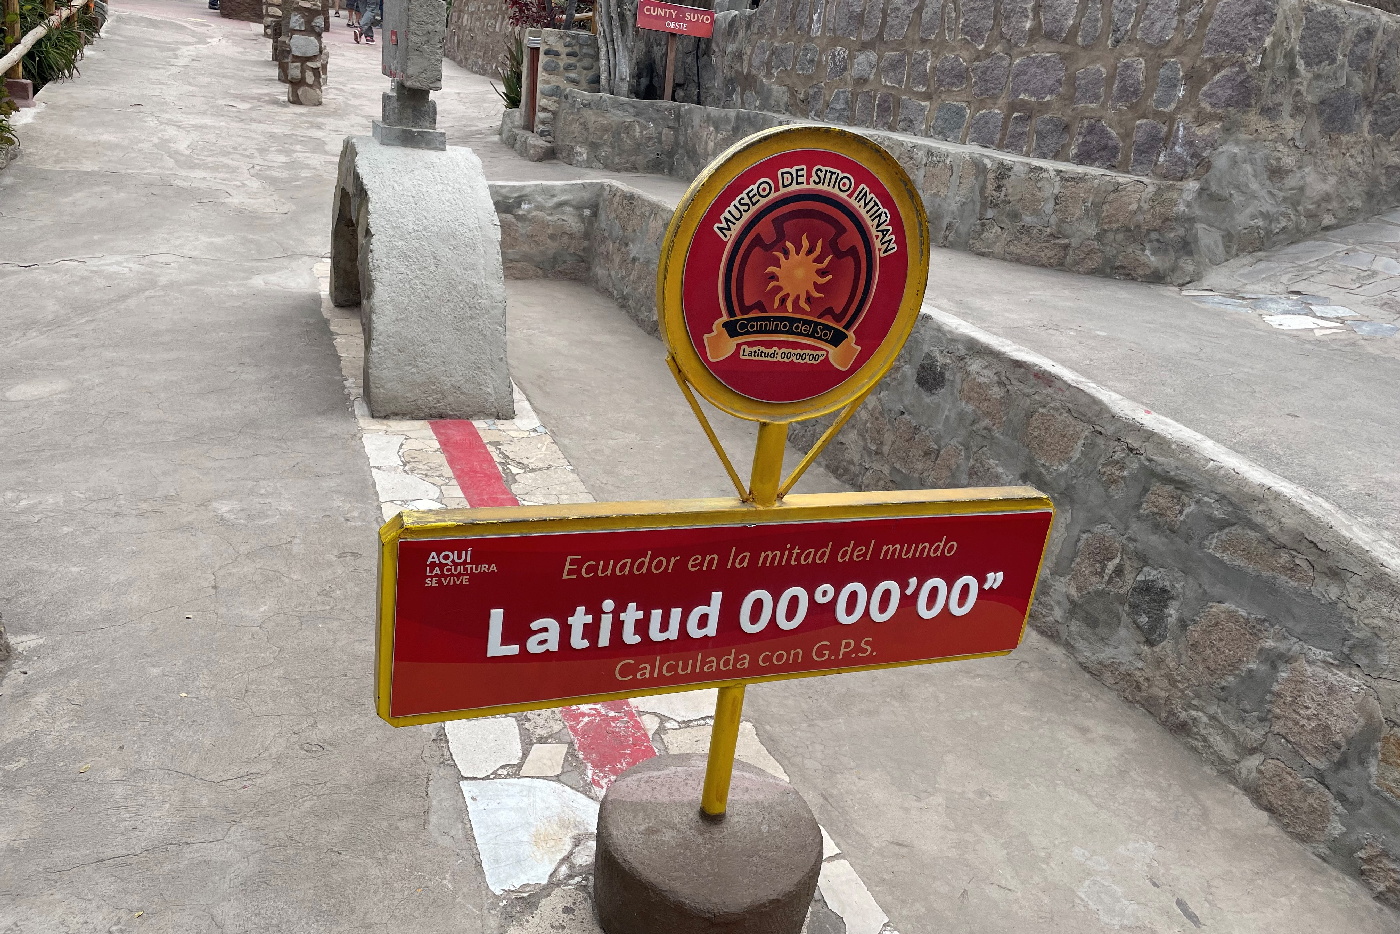 CUNTY - SUYO
OESTE
MUSEO DE SITIO INTIÑAN
Camino del Sol
Latitud: 00°00'00"
AQUÍ
LA CULTURA
SE VIVE
Ecuador en la mitad del mundo
Latitud 00°00’00”
Calculada con G.P.S.